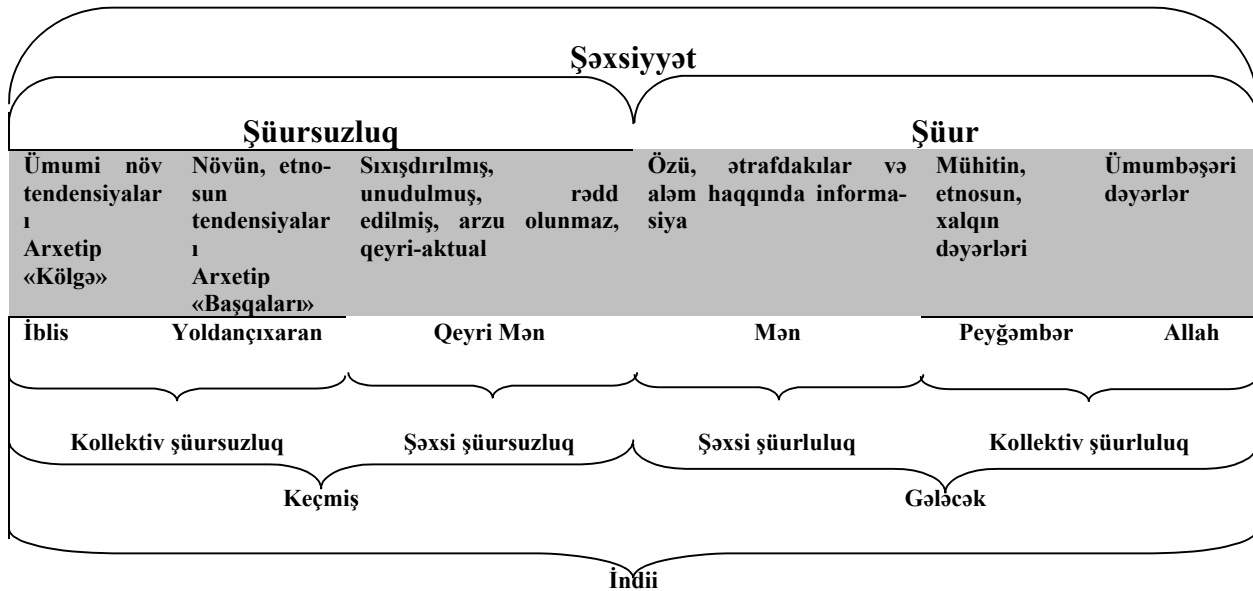 Şəxsiyyət
Şüursuzluq
Şüur
Ümumi növ
tendensiyalar
ı
Arxetip
«Kölgə»
Növün, etno-
sun
tendensiyalar
ı
Arxetip
«Başqaları»
Sıxışdırılmış,
unudulmuş, rədd
edilmiş, arzu olunmaz,
qeyri-aktual
Özü, ətrafdakılar və
aləm haqqında informa-
siya
Mühitin,
etnosun,
xalqın
dəyərləri
Ümumbəşəri
dəyərlər
İblis Yoldançıxaran Qeyri Mən Mən Peyğəmbər Allah
Kollektiv şüursuzluq Şəxsi şüursuzluq Şəxsi şüurluluq Kollektiv şüurluluq
Keçmiş Gələcək
İndii